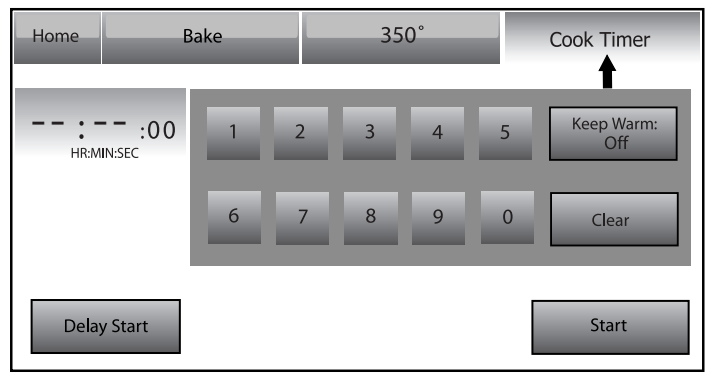 Home
Bake
350°
Cook Timer
-- : -- :00
HR:MIN:SEC
1 2 3 4 5
Keep Warm:
Off
6 7 8 9 0
Clear
Delay Start
Start